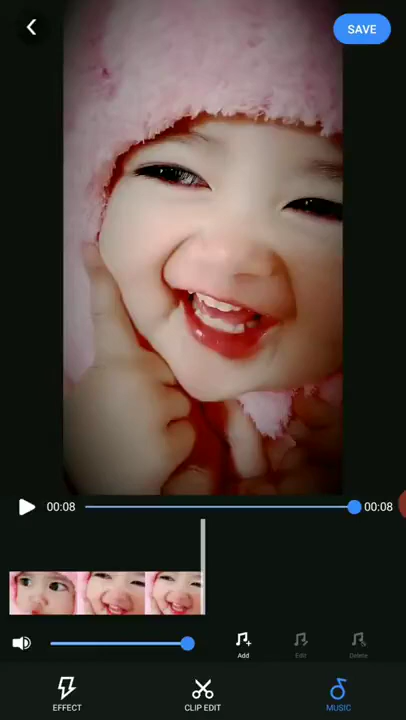 SAVE
00:08
00:08
Add
Edit
Delete
EFFECT
CLIP EDIT
MUSIC